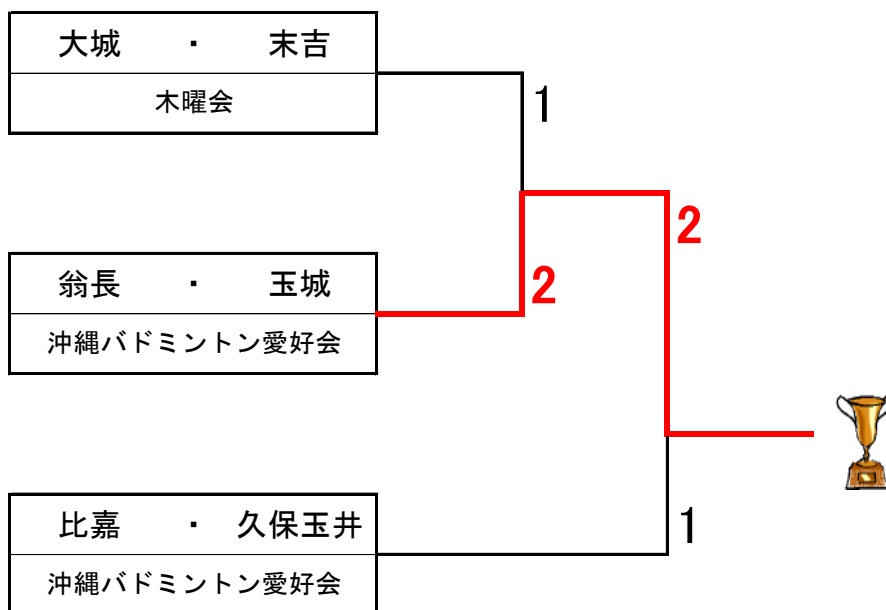 大城 ・ 末吉
木曜会
1
2
翁長 ・ 玉城
2
沖縄バドミントン愛好会
比嘉 ・ 久保玉井
1
沖縄バドミントン愛好会